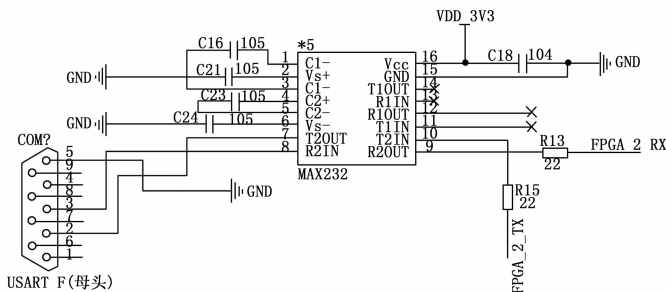 VDD_3V3
C16 105
*5
1 C1-
Vcc 16
C18 104
GND
GND
C21 105
2 Vs+
GND 15
3 C1-
T1OUT 14
C23 105
4 C2+
R1IN 13
5 C2-
R1OUT 12
GND
C24 105
6 Vs-
T1IN 11
7 T2OUT
T2IN 10
8 R2IN
R2OUT 9
MAX232
R13
22
FPGA_2_RX
COM?
5
9
4
8
3
7
2
6
1
GND
R15
22
FPGA_2_TX
USART F(母头)